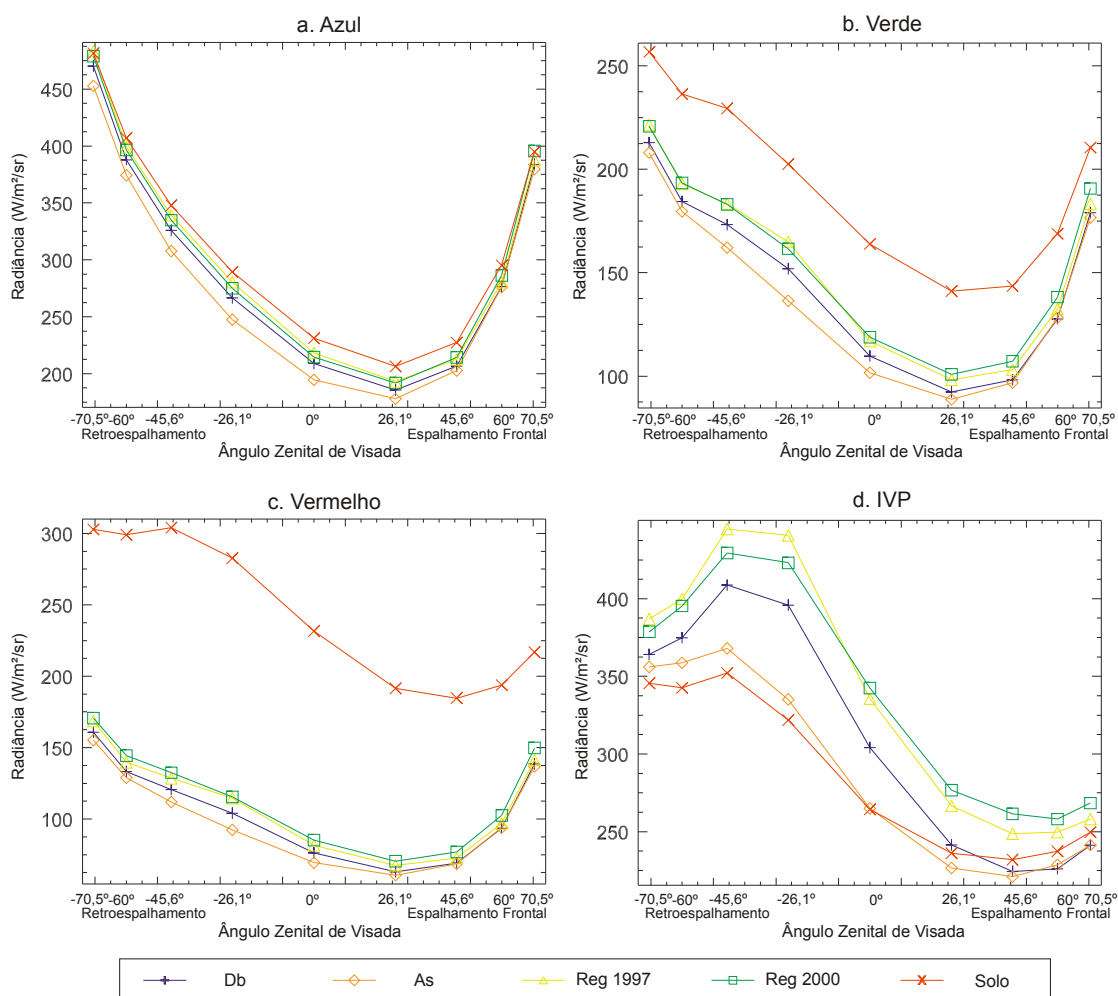 a. Azul
Radiância (W/m²/sr)
450
400
350
300
250
200
-70,5º -60º -45,6º -26,1º 0º 26,1º 45,6º 60º 70,5º
Retroespalhamento Espalhamento Frontal
Ângulo Zenital de Visada
b. Verde
Radiância (W/m²/sr)
250
200
150
100
-70,5º -60º -45,6º -26,1º 0º 26,1º 45,6º 60º 70,5º
Retroespalhamento Espalhamento Frontal
Ângulo Zenital de Visada
c. Vermelho
Radiância (W/m²/sr)
300
250
200
150
100
-70,5º -60º -45,6º -26,1º 0º 26,1º 45,6º 60º 70,5º
Retroespalhamento Espalhamento Frontal
Ângulo Zenital de Visada
d. IVP
Radiância (W/m²/sr)
400
350
300
250
-70,5º -60º -45,6º -26,1º 0º 26,1º 45,6º 60º 70,5º
Retroespalhamento Espalhamento Frontal
Ângulo Zenital de Visada
Db As Reg 1997 Reg 2000 Solo